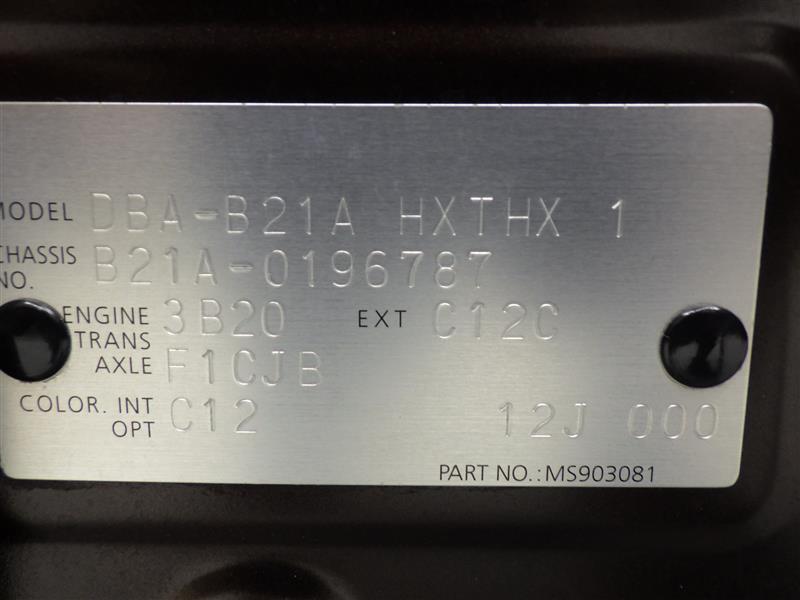 MODEL DBA-B21A HXTHX 1
CHASSIS NO. B21A-0196787
ENGINE 3B20 EXT C12C
TRANS AXLE F1CJB
COLOR. INT OPT C12 12J 000
PART NO.:MS903081